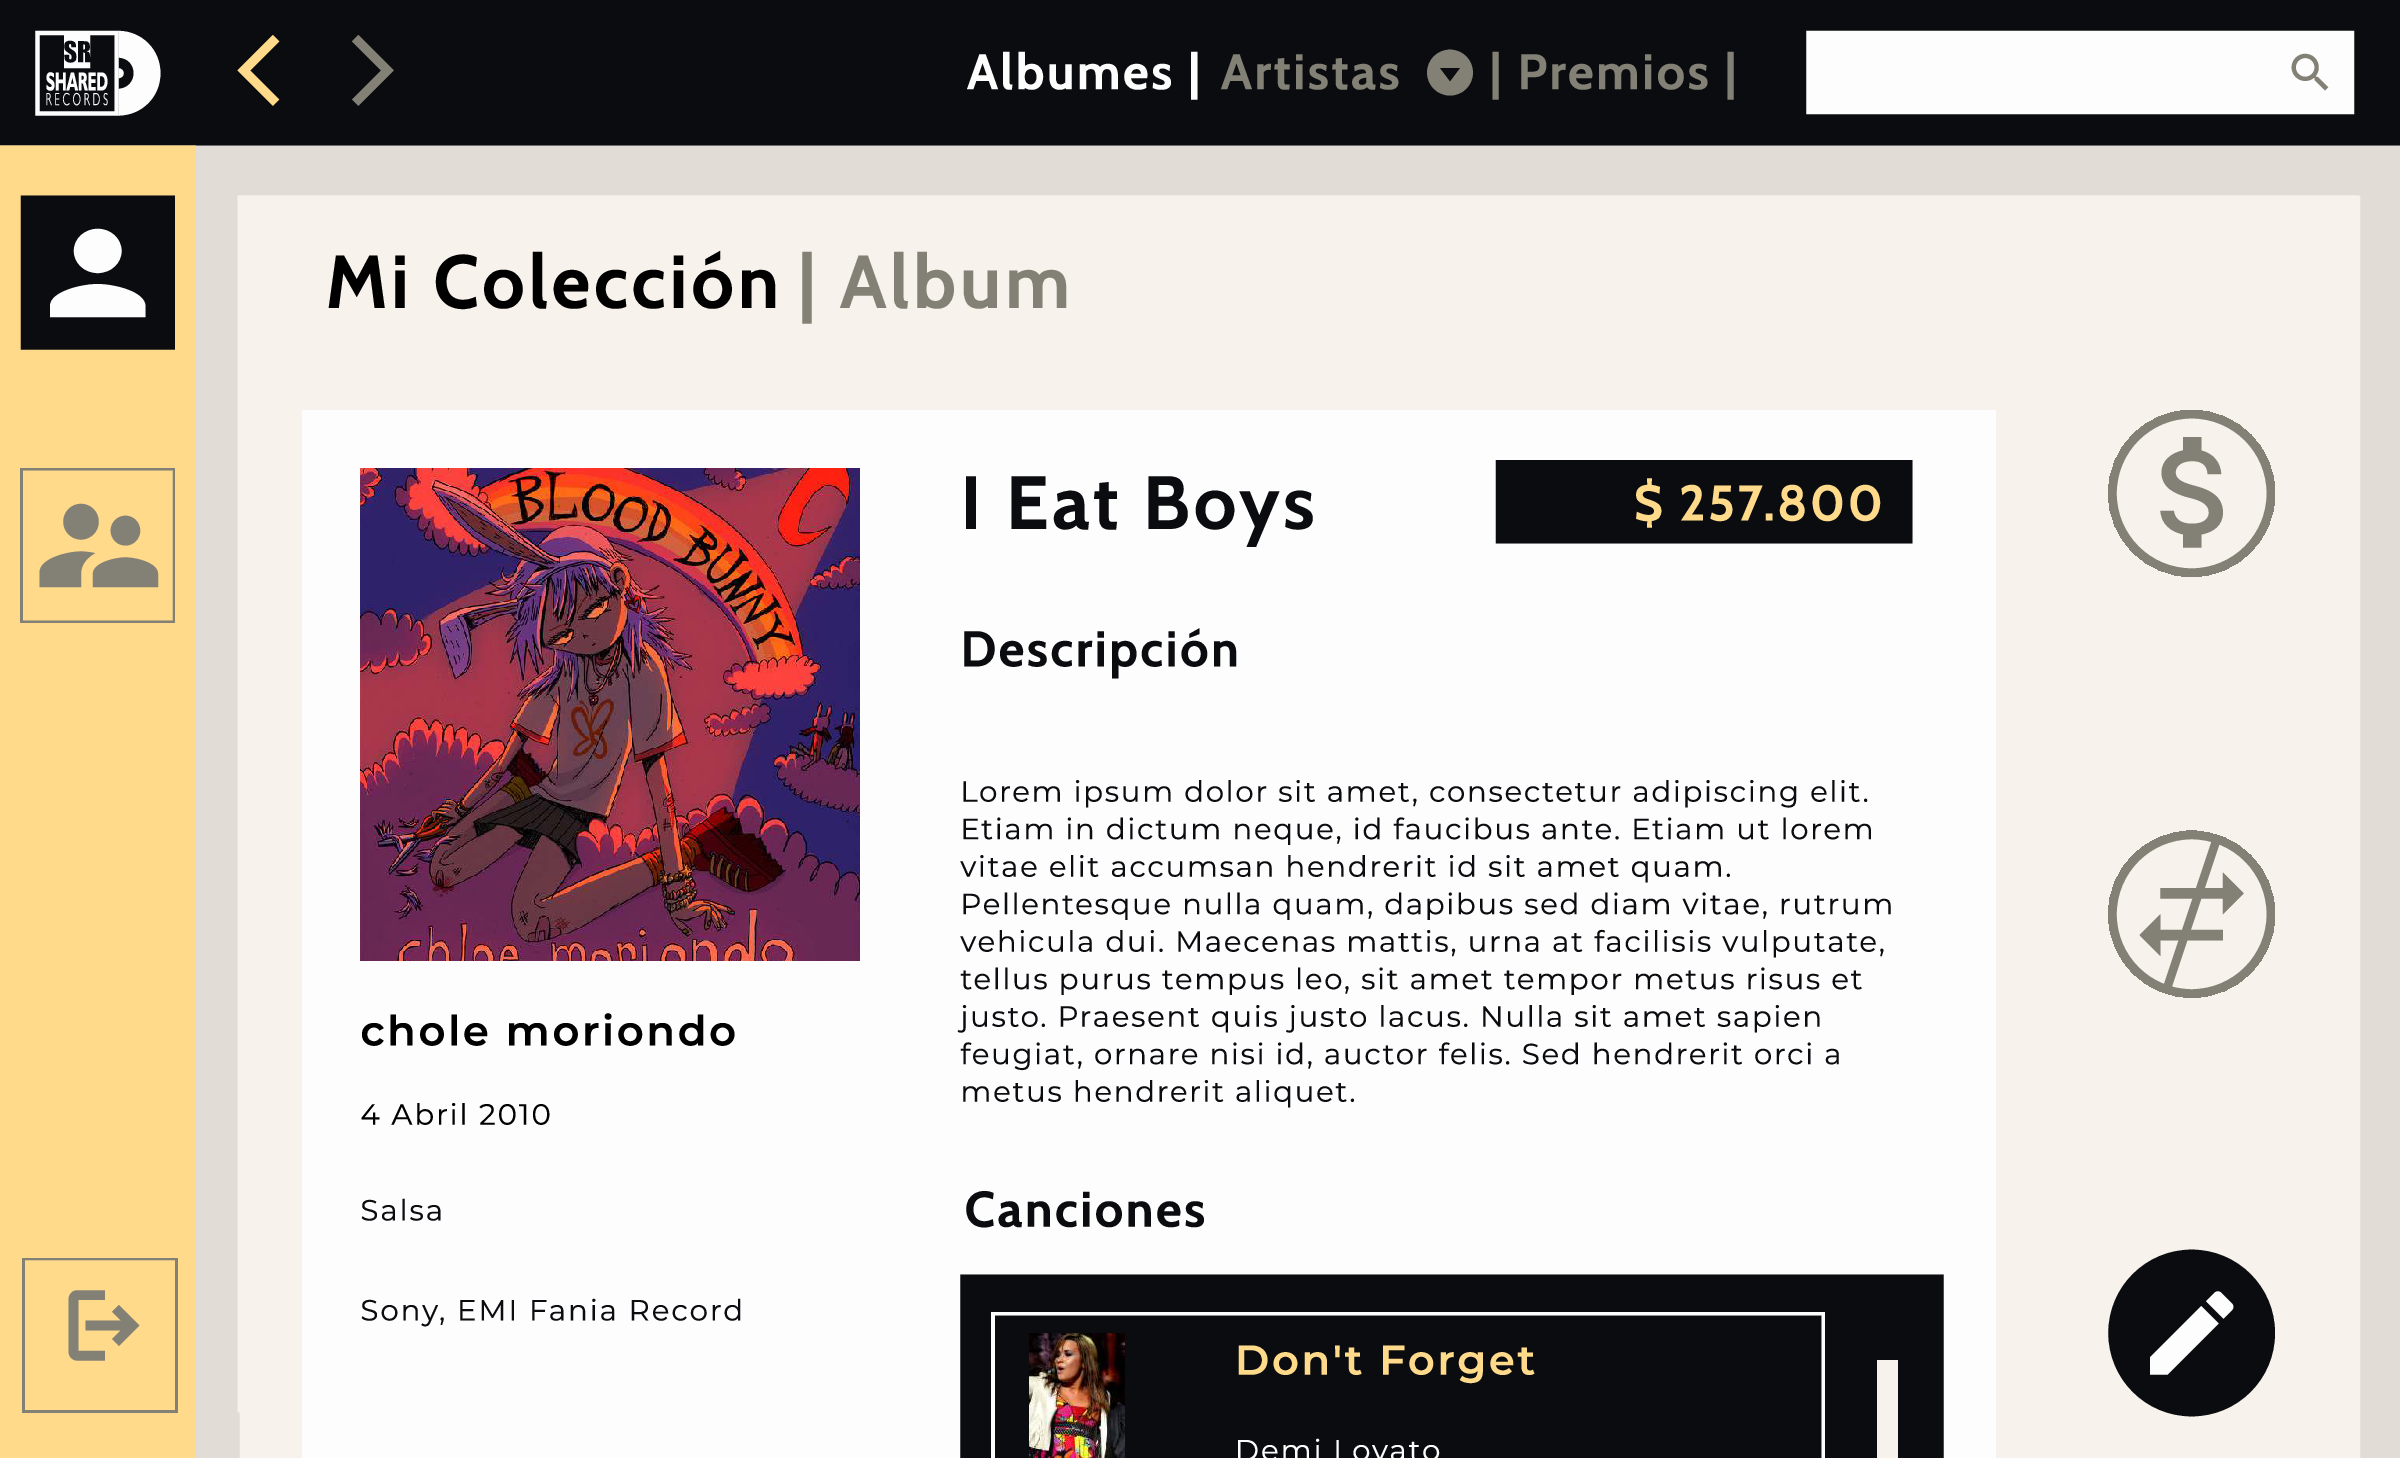 SR
SHARED
RECORDS
Albumes | Artistas | Premios |
Mi Colección | Album
BLOOD BUNNY
chloe moriondo
I Eat Boys
$ 257.800
Descripción
Lorem ipsum dolor sit amet, consectetur adipiscing elit.
Etiam in dictum neque, id faucibus ante. Etiam ut lorem
vitae elit accumsan hendrerit id sit amet quam.
Pellentesque nulla quam, dapibus sed diam vitae, rutrum
vehicula dui. Maecenas mattis, urna at facilisis vulputate,
tellus purus tempus leo, sit amet tempor metus risus et
justo. Praesent quis justo lacus. Nulla sit amet sapien
feugiat, ornare nisi id, auctor felis. Sed hendrerit orci a
metus hendrerit aliquet.
chole moriondo
4 Abril 2010
Salsa
Sony, EMI Fania Record
Canciones
Don't Forget
Demi Lovato